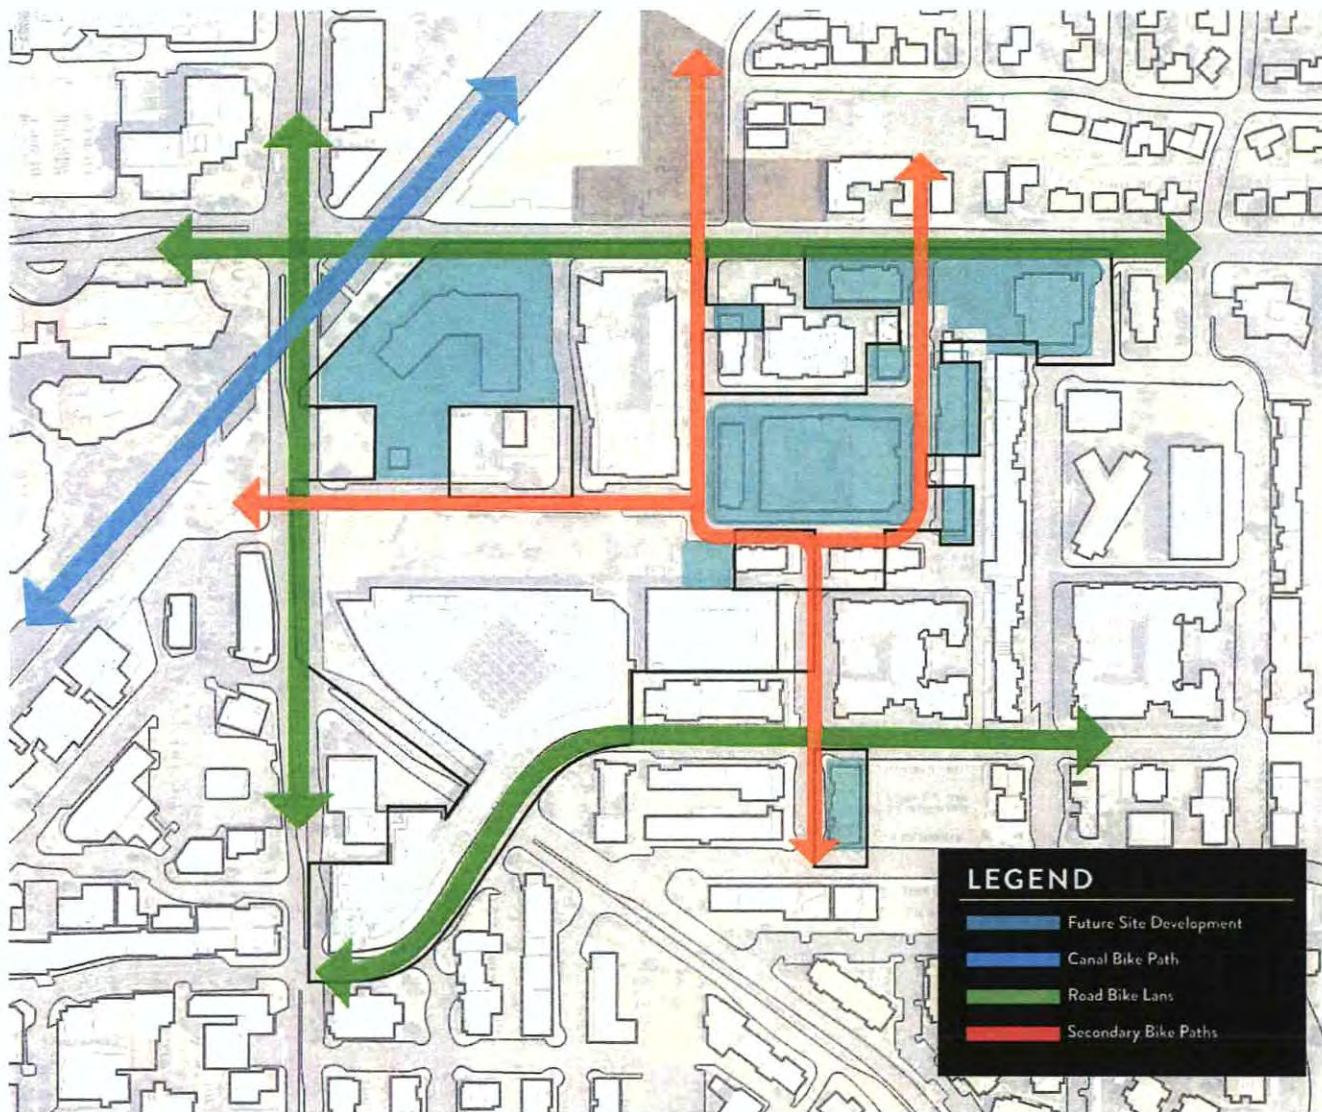 LEGEND
Future Site Development
Canal Bike Path
Road Bike Lans
Secondary Bike Paths